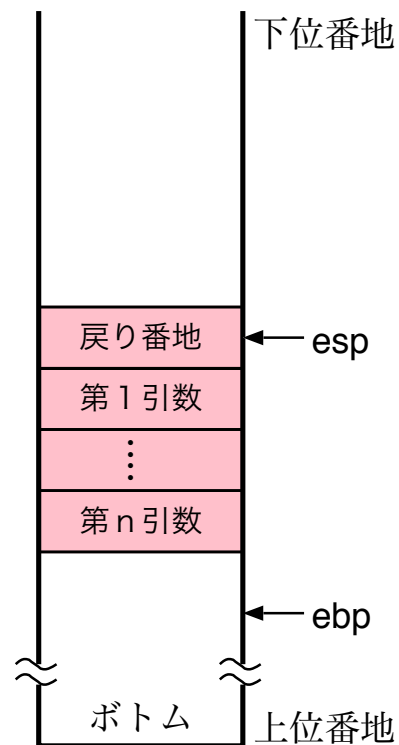 下位番地
戻り番地
esp
第1引数
⋮
第n引数
ebp
ボトム
上位番地